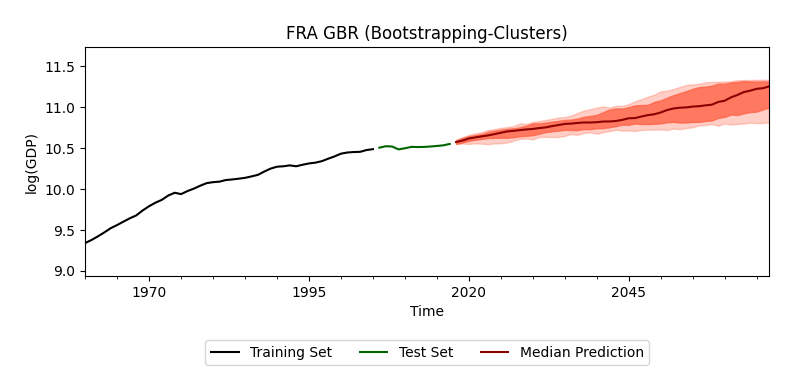 FRA GBR (Bootstrapping-Clusters)
11.5
11.0
10.5
10.0
9.5
9.0
log(GDP)
1970 1995 2020 2045
Time
Training Set Test Set Median Prediction